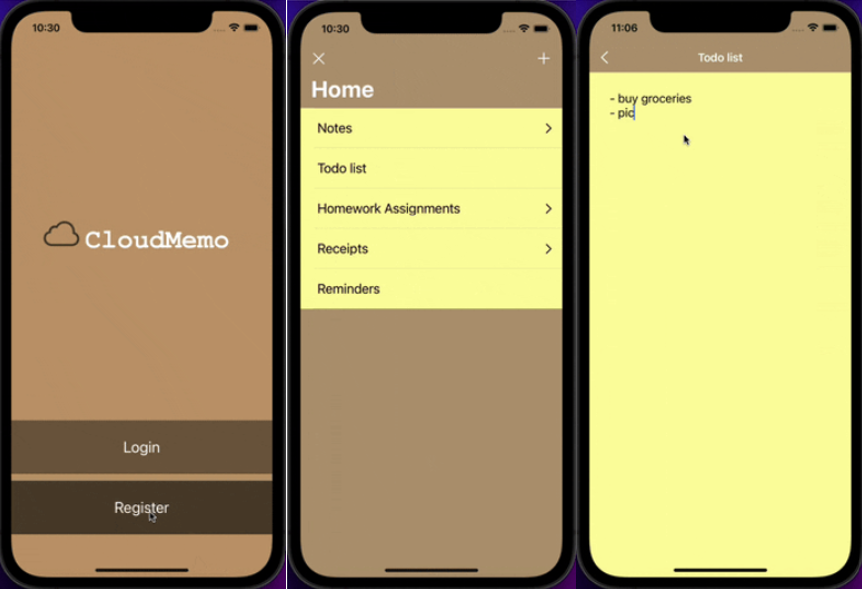 10:30
CloudMemo
Login
Register
10:30
Home
Notes
Todo list
Homework Assignments
Receipts
Reminders
11:06
Todo list
- buy groceries
- pic